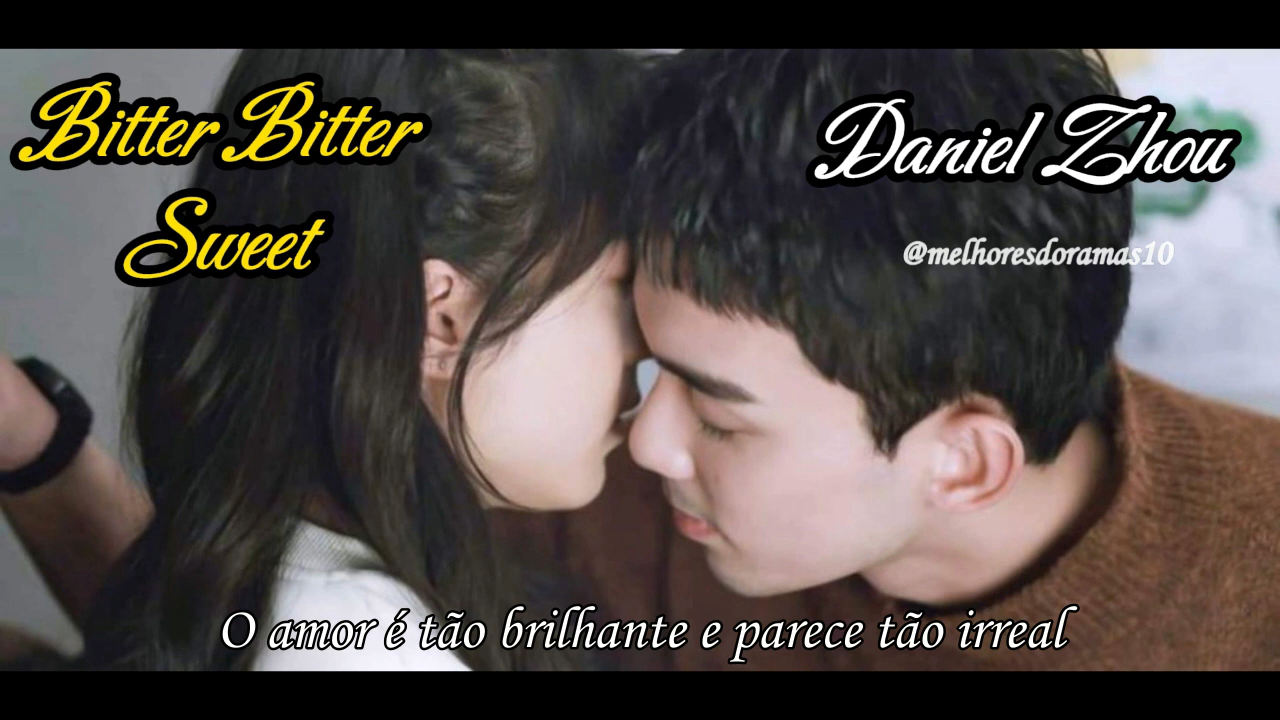 Bitter Bitter
Sweet
Daniel Zhou
@melhoresdoramas10
O amor é tão brilhante e parece tão irreal